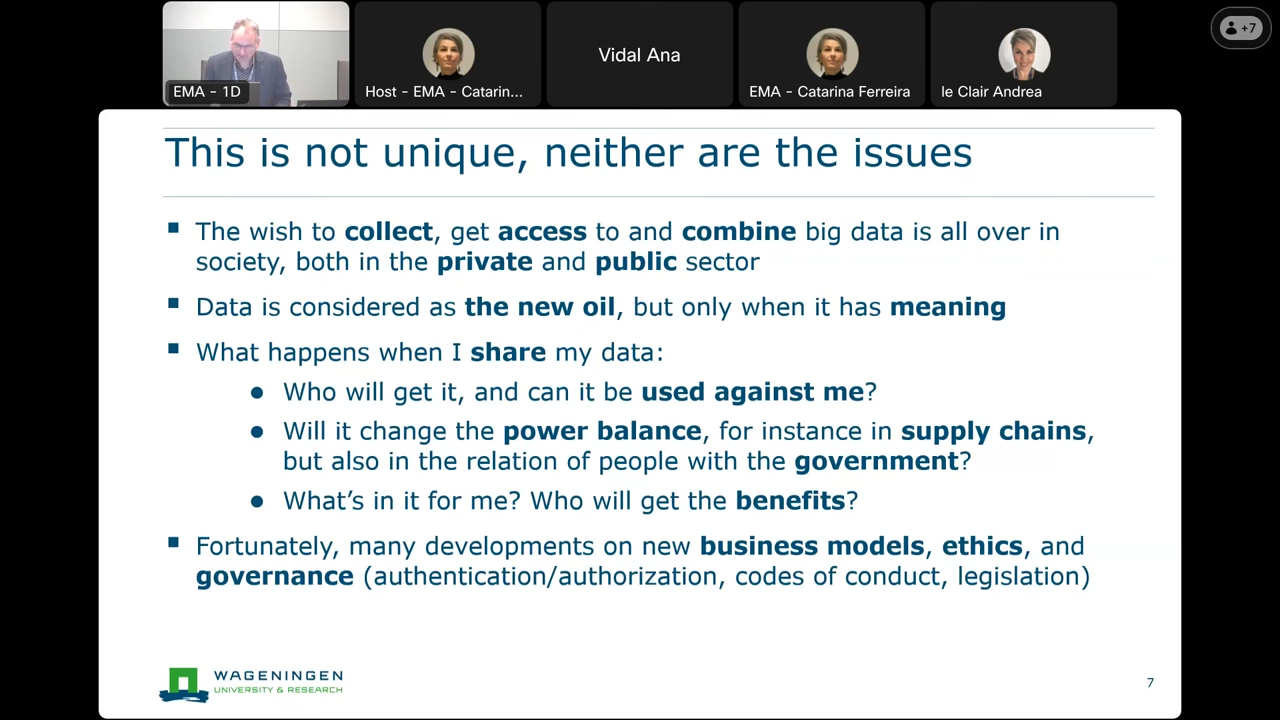 EMA - 1D
Host - EMA - Catarin...
Vidal Ana
EMA - Catarina Ferreira
le Clair Andrea
+7
This is not unique, neither are the issues
The wish to collect, get access to and combine big data is all over in
society, both in the private and public sector
Data is considered as the new oil, but only when it has meaning
What happens when I share my data:
Who will get it, and can it be used against me?
Will it change the power balance, for instance in supply chains,
but also in the relation of people with the government?
What's in it for me? Who will get the benefits?
Fortunately, many developments on new business models, ethics, and
governance (authentication/authorization, codes of conduct, legislation)
WAGENINGEN
UNIVERSITY & RESEARCH
7